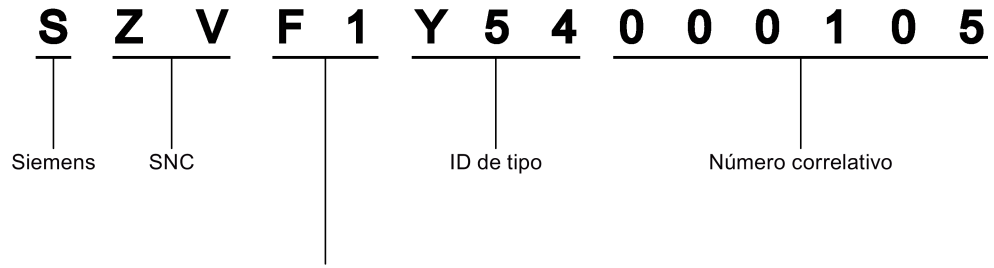 S Z V F 1 Y 5 4 0 0 0 1 0 5
Siemens SNC ID de tipo Número correlativo